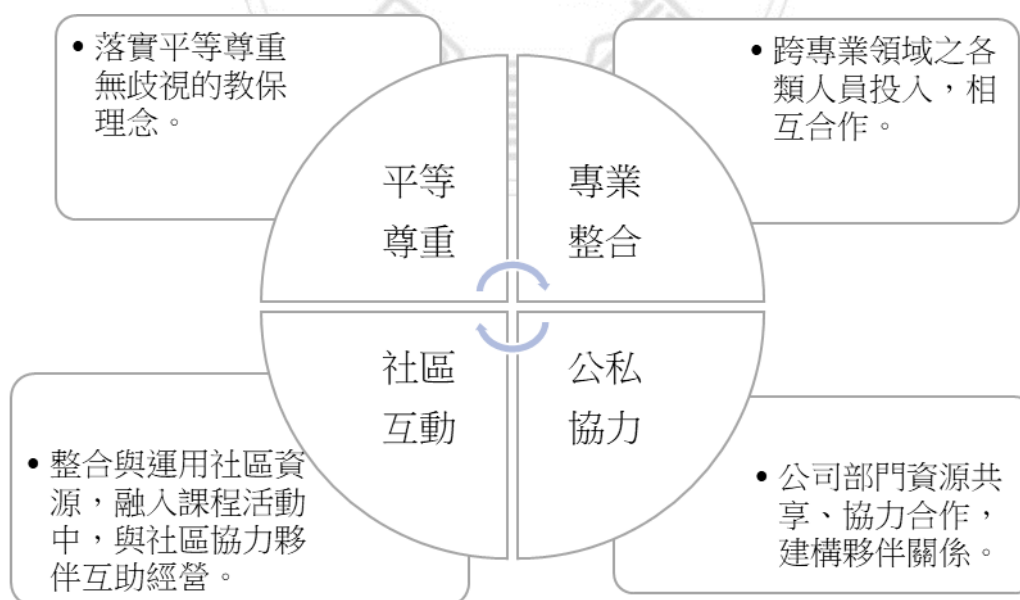 • 落實平等尊重
無歧視的教保
理念。
平等
尊重
專業
整合
• 跨專業領域之各
類人員投入，相
互合作。
社區
互動
公私
協力
• 整合與運用社區資
源，融入課程活動
中，與社區協力夥
伴互助經營。
• 公司部門資源共
享、協力合作，
建構夥伴關係。